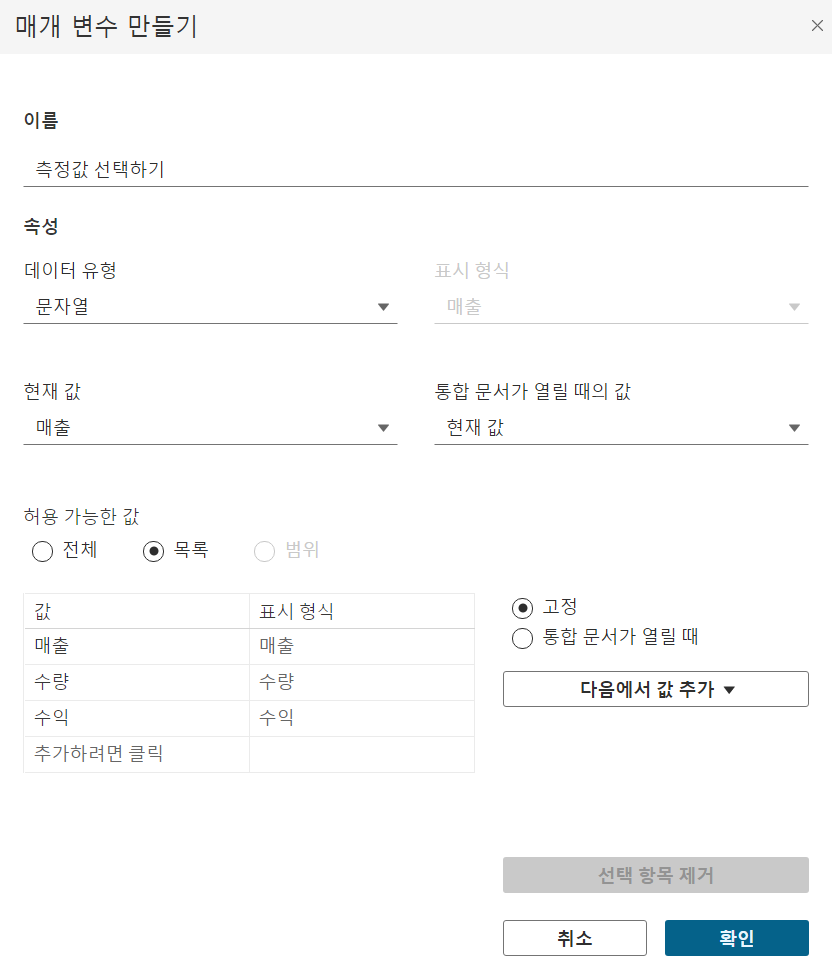 매개 변수 만들기
이름
측정값 선택하기
속성
데이터 유형 표시 형식
문자열 매출
현재 값 통합 문서가 열릴 때의 값
매출 현재 값
허용 가능한 값
전체 목록 범위
값 표시 형식
매출 매출
수량 수량
수익 수익
추가하려면 클릭
고정
통합 문서가 열릴 때
다음에서 값 추가
선택 항목 제거
취소 확인